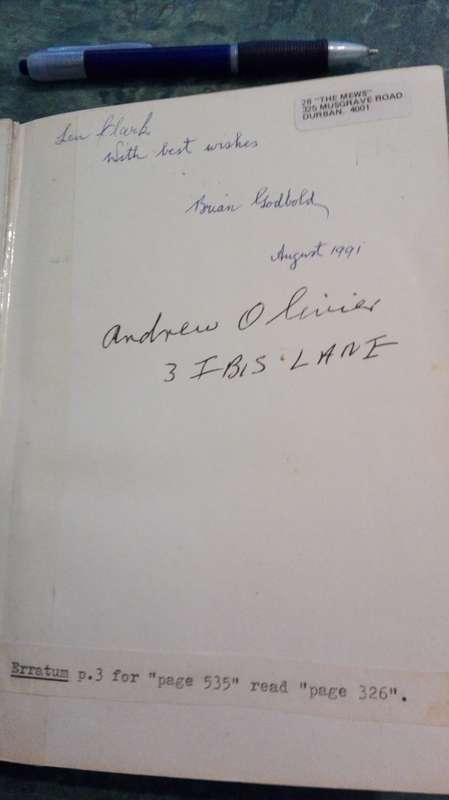 28 "THE MEWS"
325 MUSGRAVE ROAD
DURBAN. 4001
Len Clark
With best wishes
Brian Godbold
August 1991
Andrew Olivier
3 IBIS LANE
Erratum p.3 for "page 535" read "page 326".